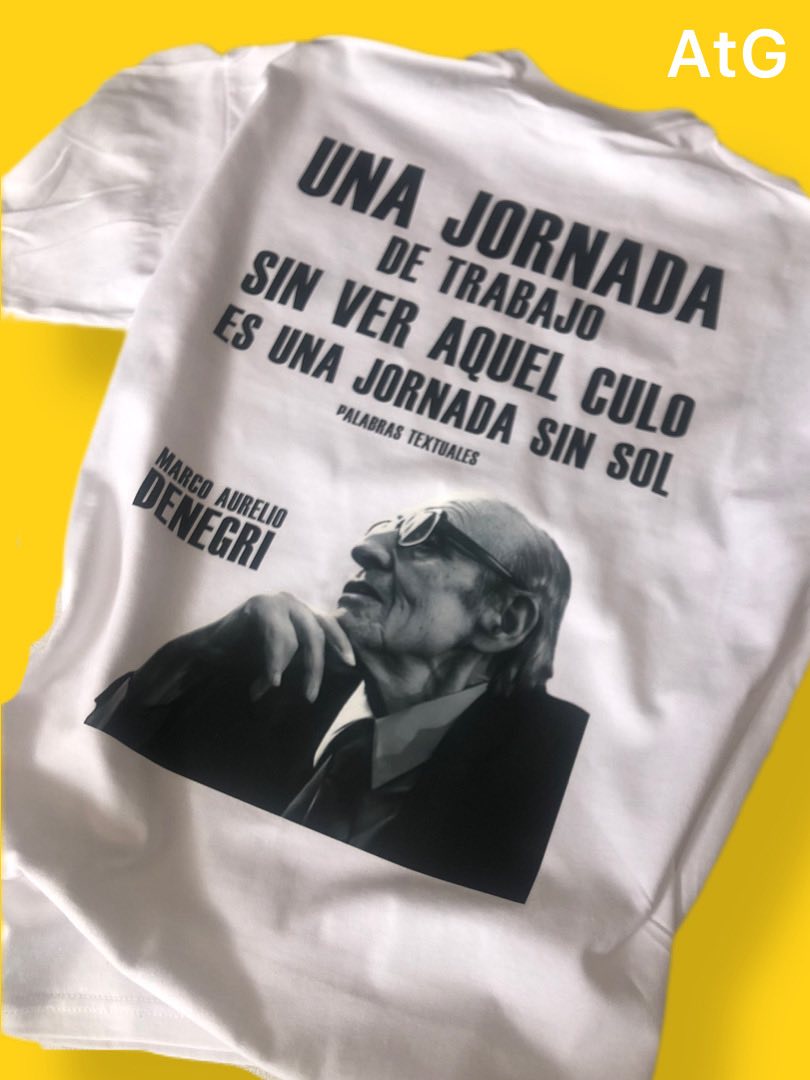 AtG
UNA JORNADA
DE TRABAJO
SIN VER AQUEL CULO
ES UNA JORNADA SIN SOL
PALABRAS TEXTUALES
MARCO AURELIO
DENEGRI